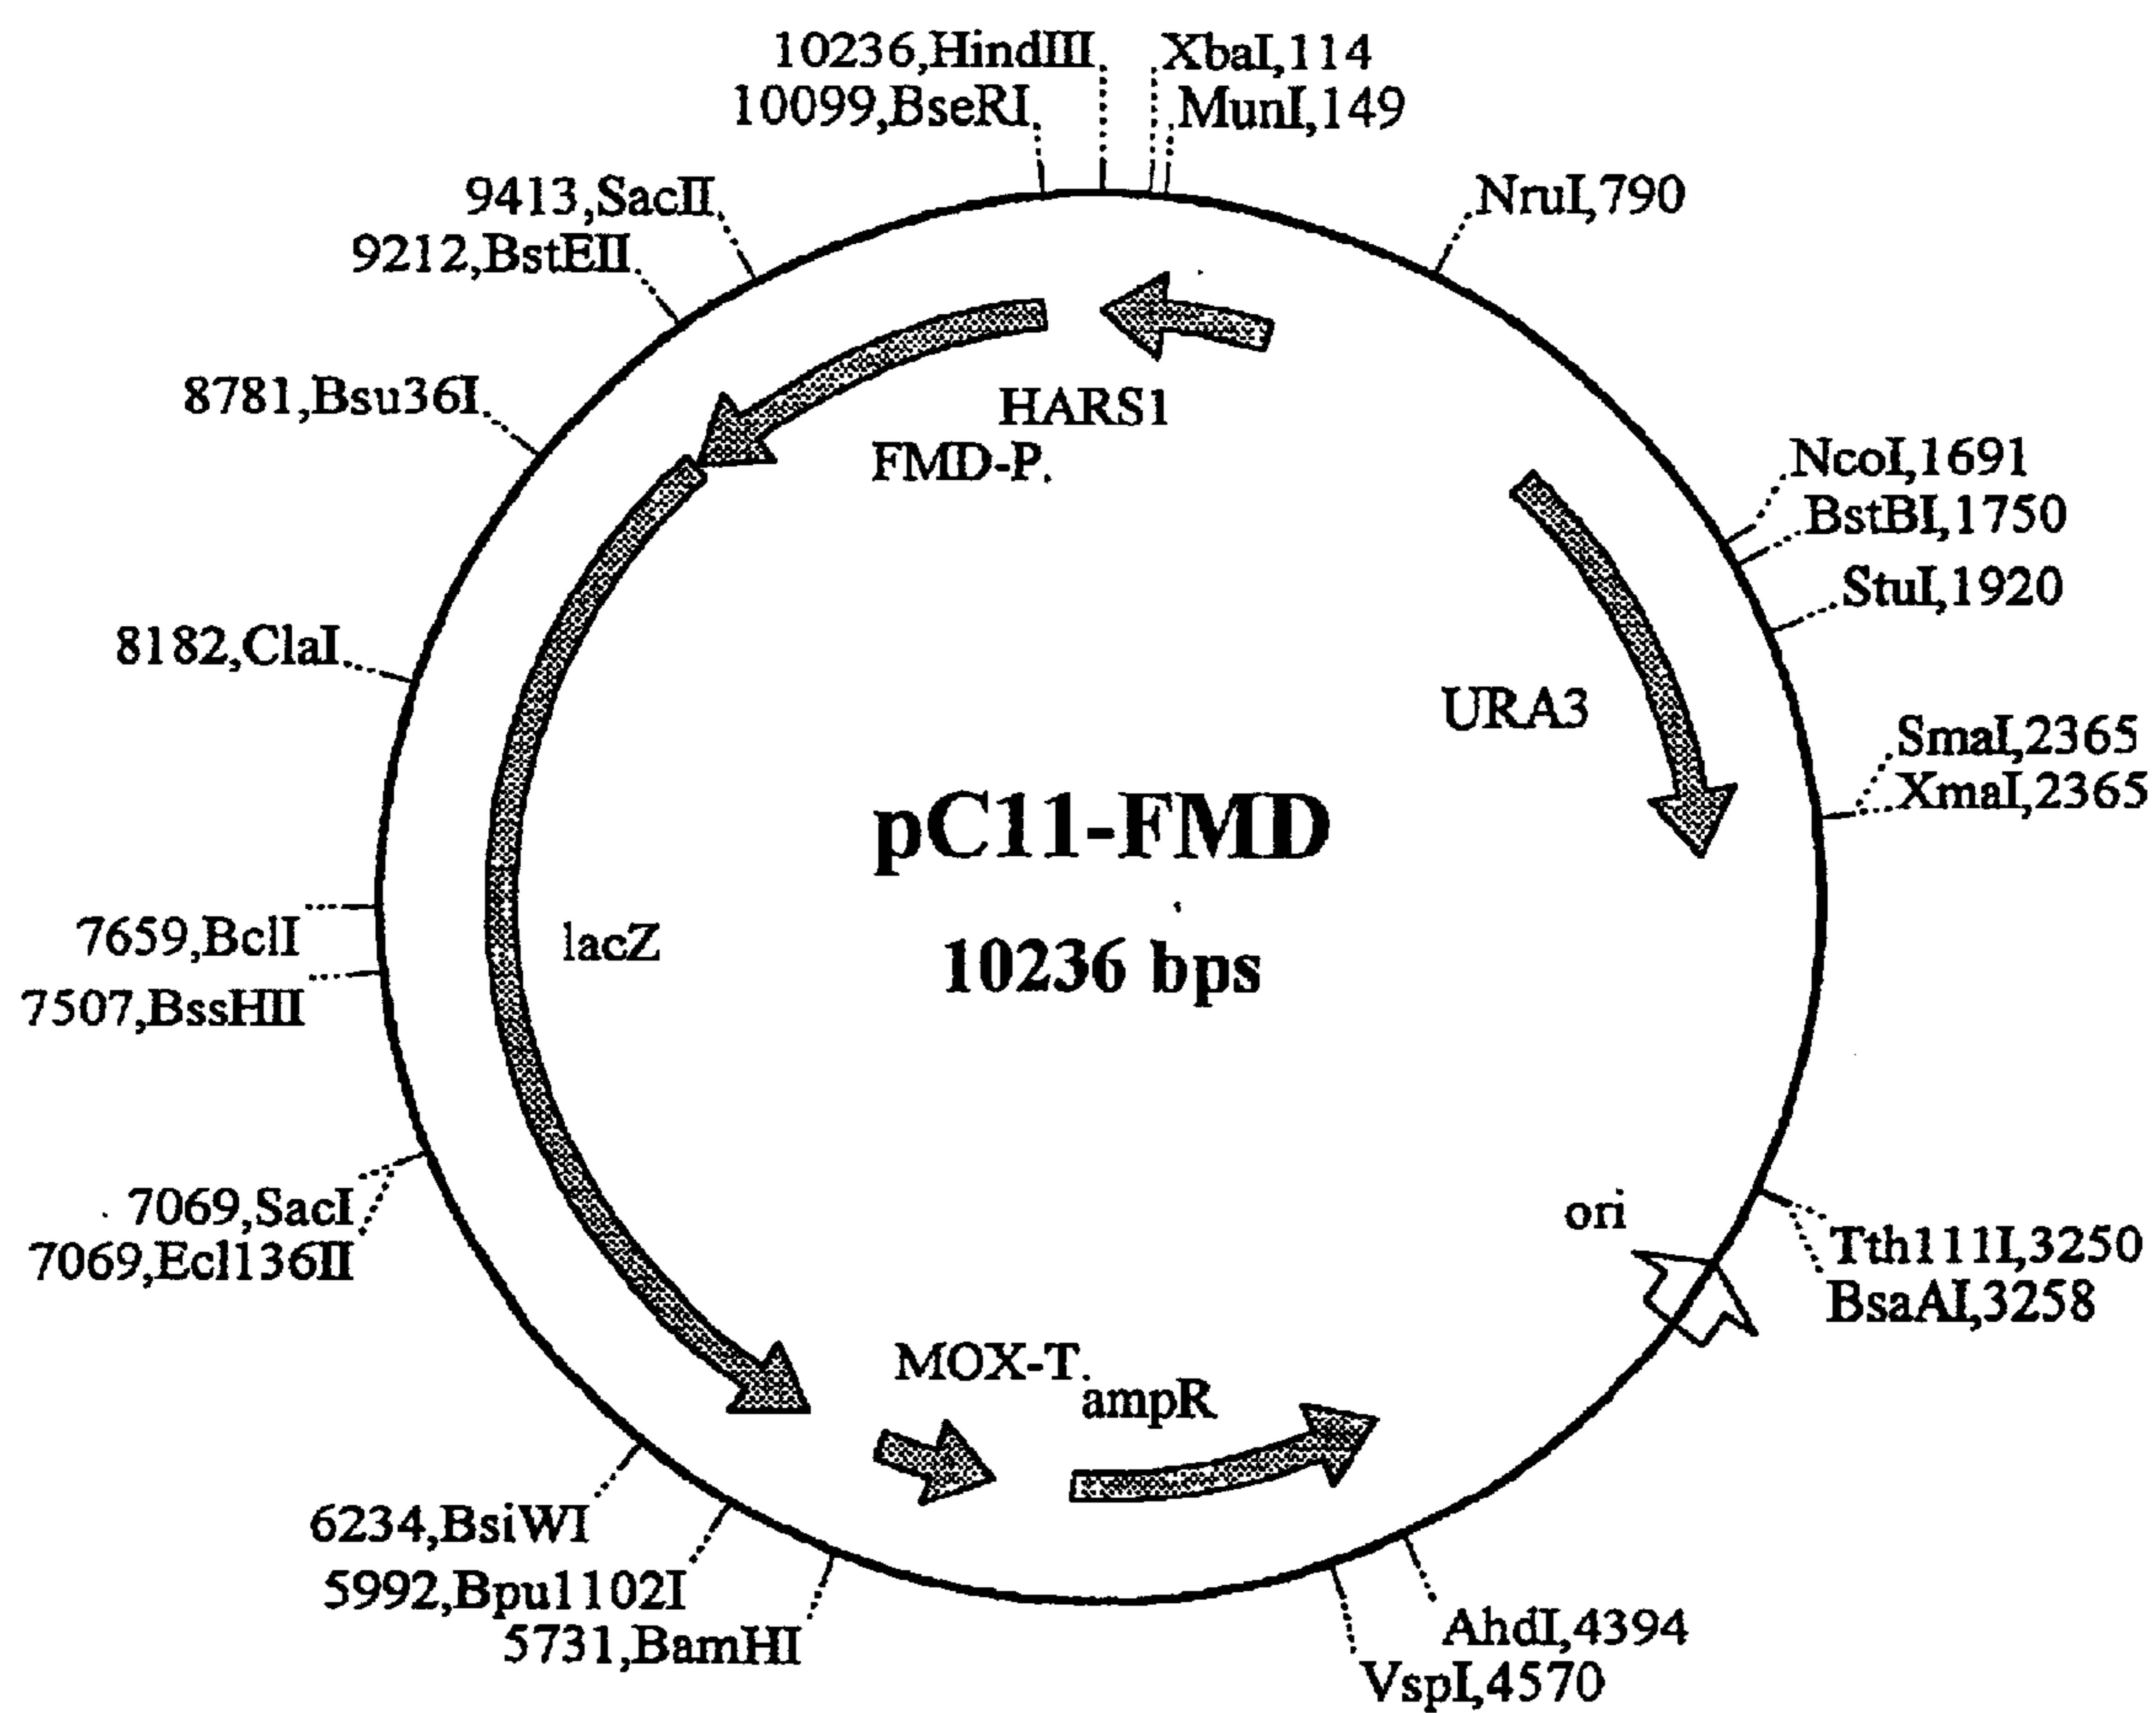 10236,HindIII
XbaI,114
10099,BseRI
MunI,149
9413,SacII
NruI,790
9212,BstEII
8781,Bsu36I
HARS1
FMD-P.
NcoI,1691
BstBI,1750
StuI,1920
8182,ClaI
URA3
SmaI,2365
XmaI,2365
pC11-FMD
10236 bps
7659,BclI
lacZ
7507,BssHII
7069,SacI
7069,Ecl136II
ori
Tth111I,3250
BsaAI,3258
MOX-T.
ampR
6234,BsiWI
5992,Bpu1102I
5731,BamHI
AhdI,4394
VspI,4570